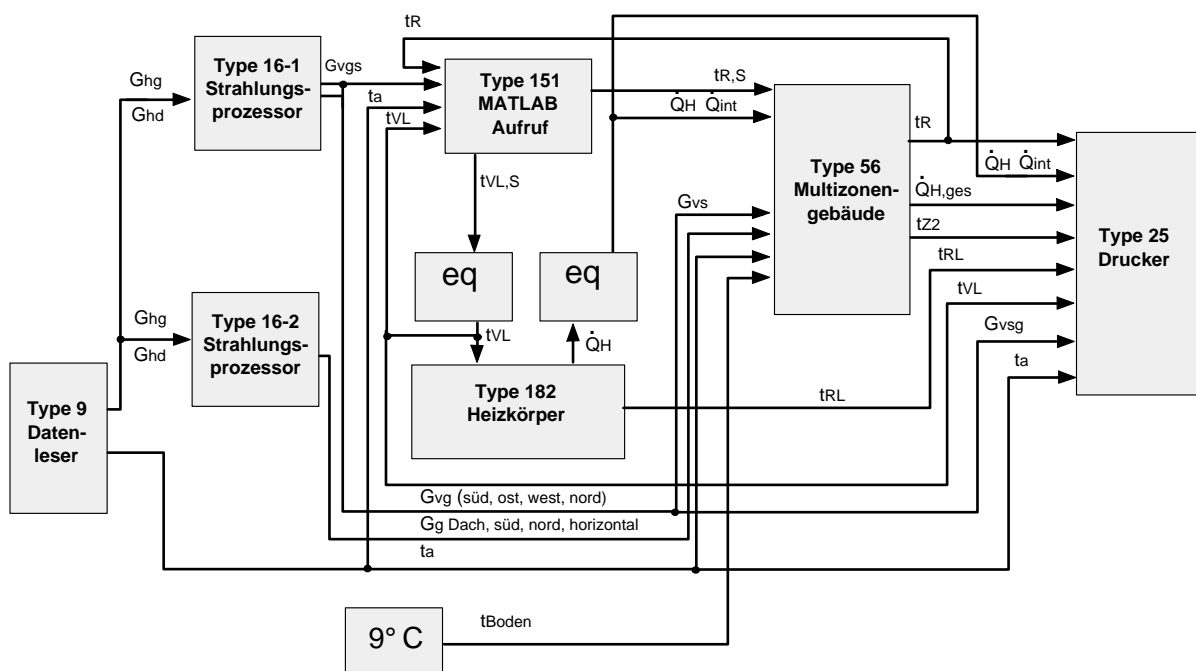 tR
Type 16-1
Strahlungs-
prozessor
Gvgs
Ghg
Ghd
ta
tVL
Type 151
MATLAB
Aufruf
tR,S
Q̇H Q̇int
tVL,S
Gvs
eq
eq
tVL
Q̇H
Type 56
Multizonen-
gebäude
tR
Q̇H Q̇int
Q̇H,ges
tZ2
tRL
tVL
Gvsg
ta
Type 25
Drucker
Ghg
Ghd
Type 16-2
Strahlungs-
prozessor
Type 9
Daten-
leser
Type 182
Heizkörper
tRL
Gvg (süd, ost, west, nord)
Gg Dach, süd, nord, horizontal
ta
9° C
tBoden